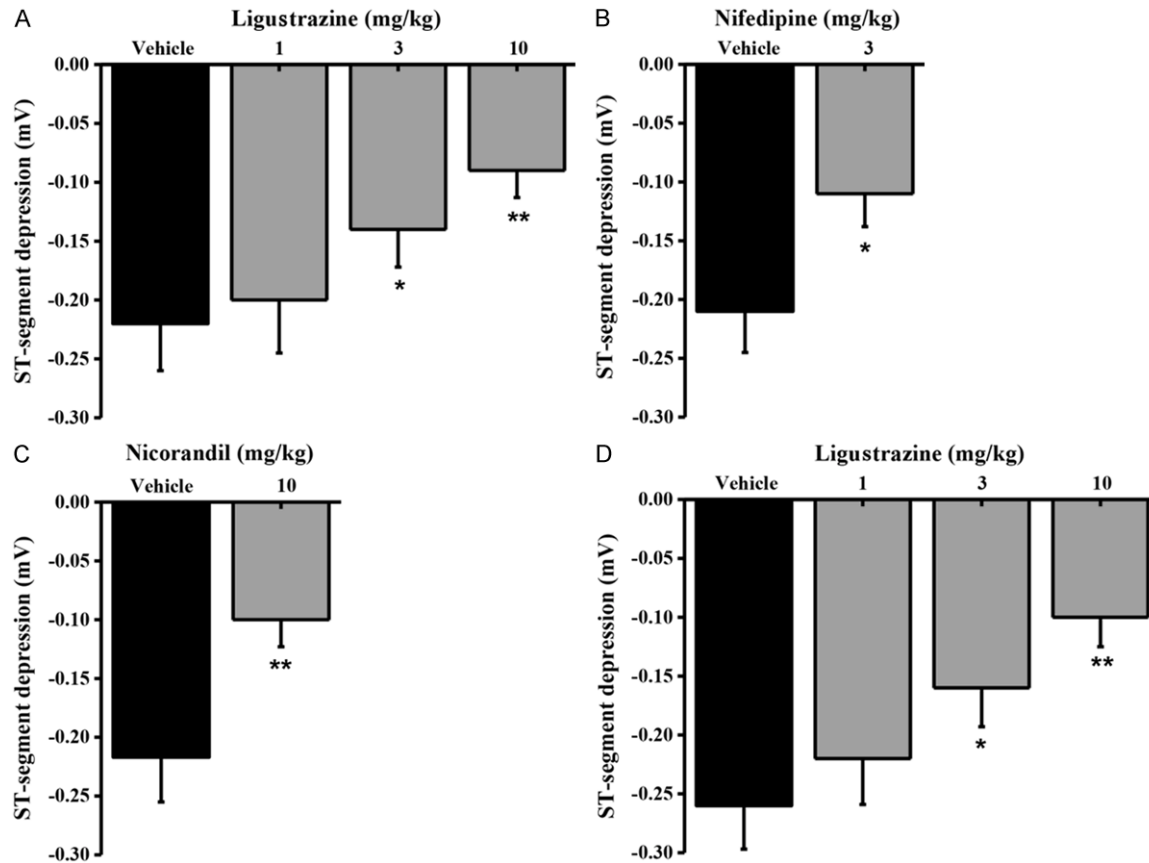 A
Ligustrazine (mg/kg)
Vehicle 1 3 10
0.00
-0.05
-0.10
-0.15
-0.20
-0.25
-0.30
ST-segment depression (mV)
*
**
B
Nifedipine (mg/kg)
Vehicle 3
0.00
-0.05
-0.10
-0.15
-0.20
-0.25
-0.30
ST-segment depression (mV)
*
C
Nicorandil (mg/kg)
Vehicle 10
0.00
-0.05
-0.10
-0.15
-0.20
-0.25
-0.30
ST-segment depression (mV)
**
D
Ligustrazine (mg/kg)
Vehicle 1 3 10
0.00
-0.05
-0.10
-0.15
-0.20
-0.25
-0.30
ST-segment depression (mV)
*
**